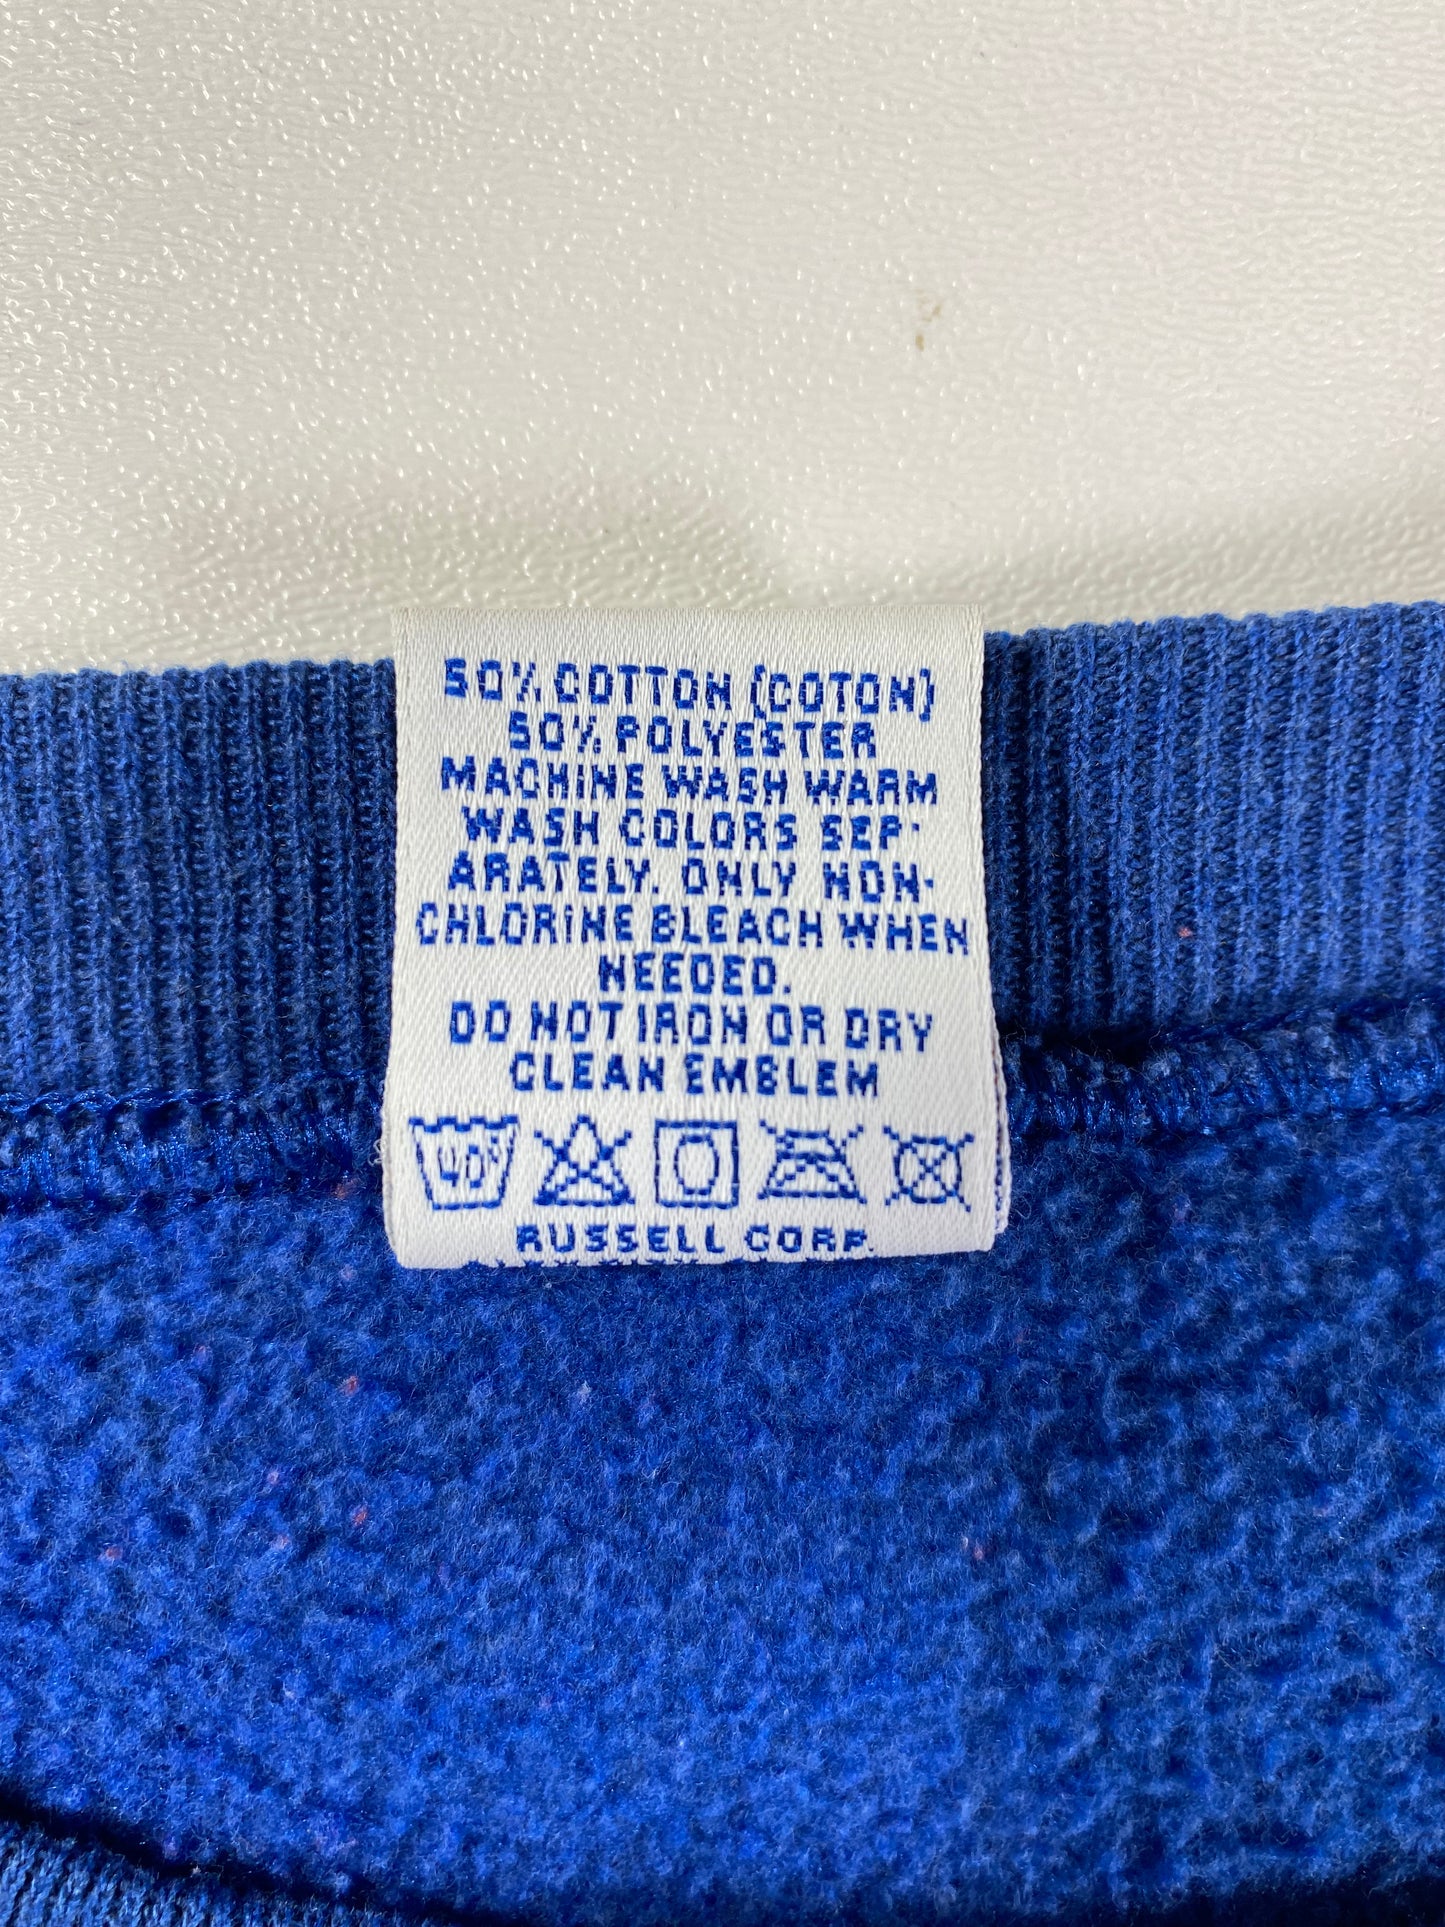 50% COTTON (COTON)
50% POLYESTER
MACHINE WASH WARM
WASH COLORS SEP-
ARATELY. ONLY NON-
CHLORINE BLEACH WHEN
NEEDED.
DO NOT IRON OR DRY
CLEAN EMBLEM
40°
RUSSELL CORP.